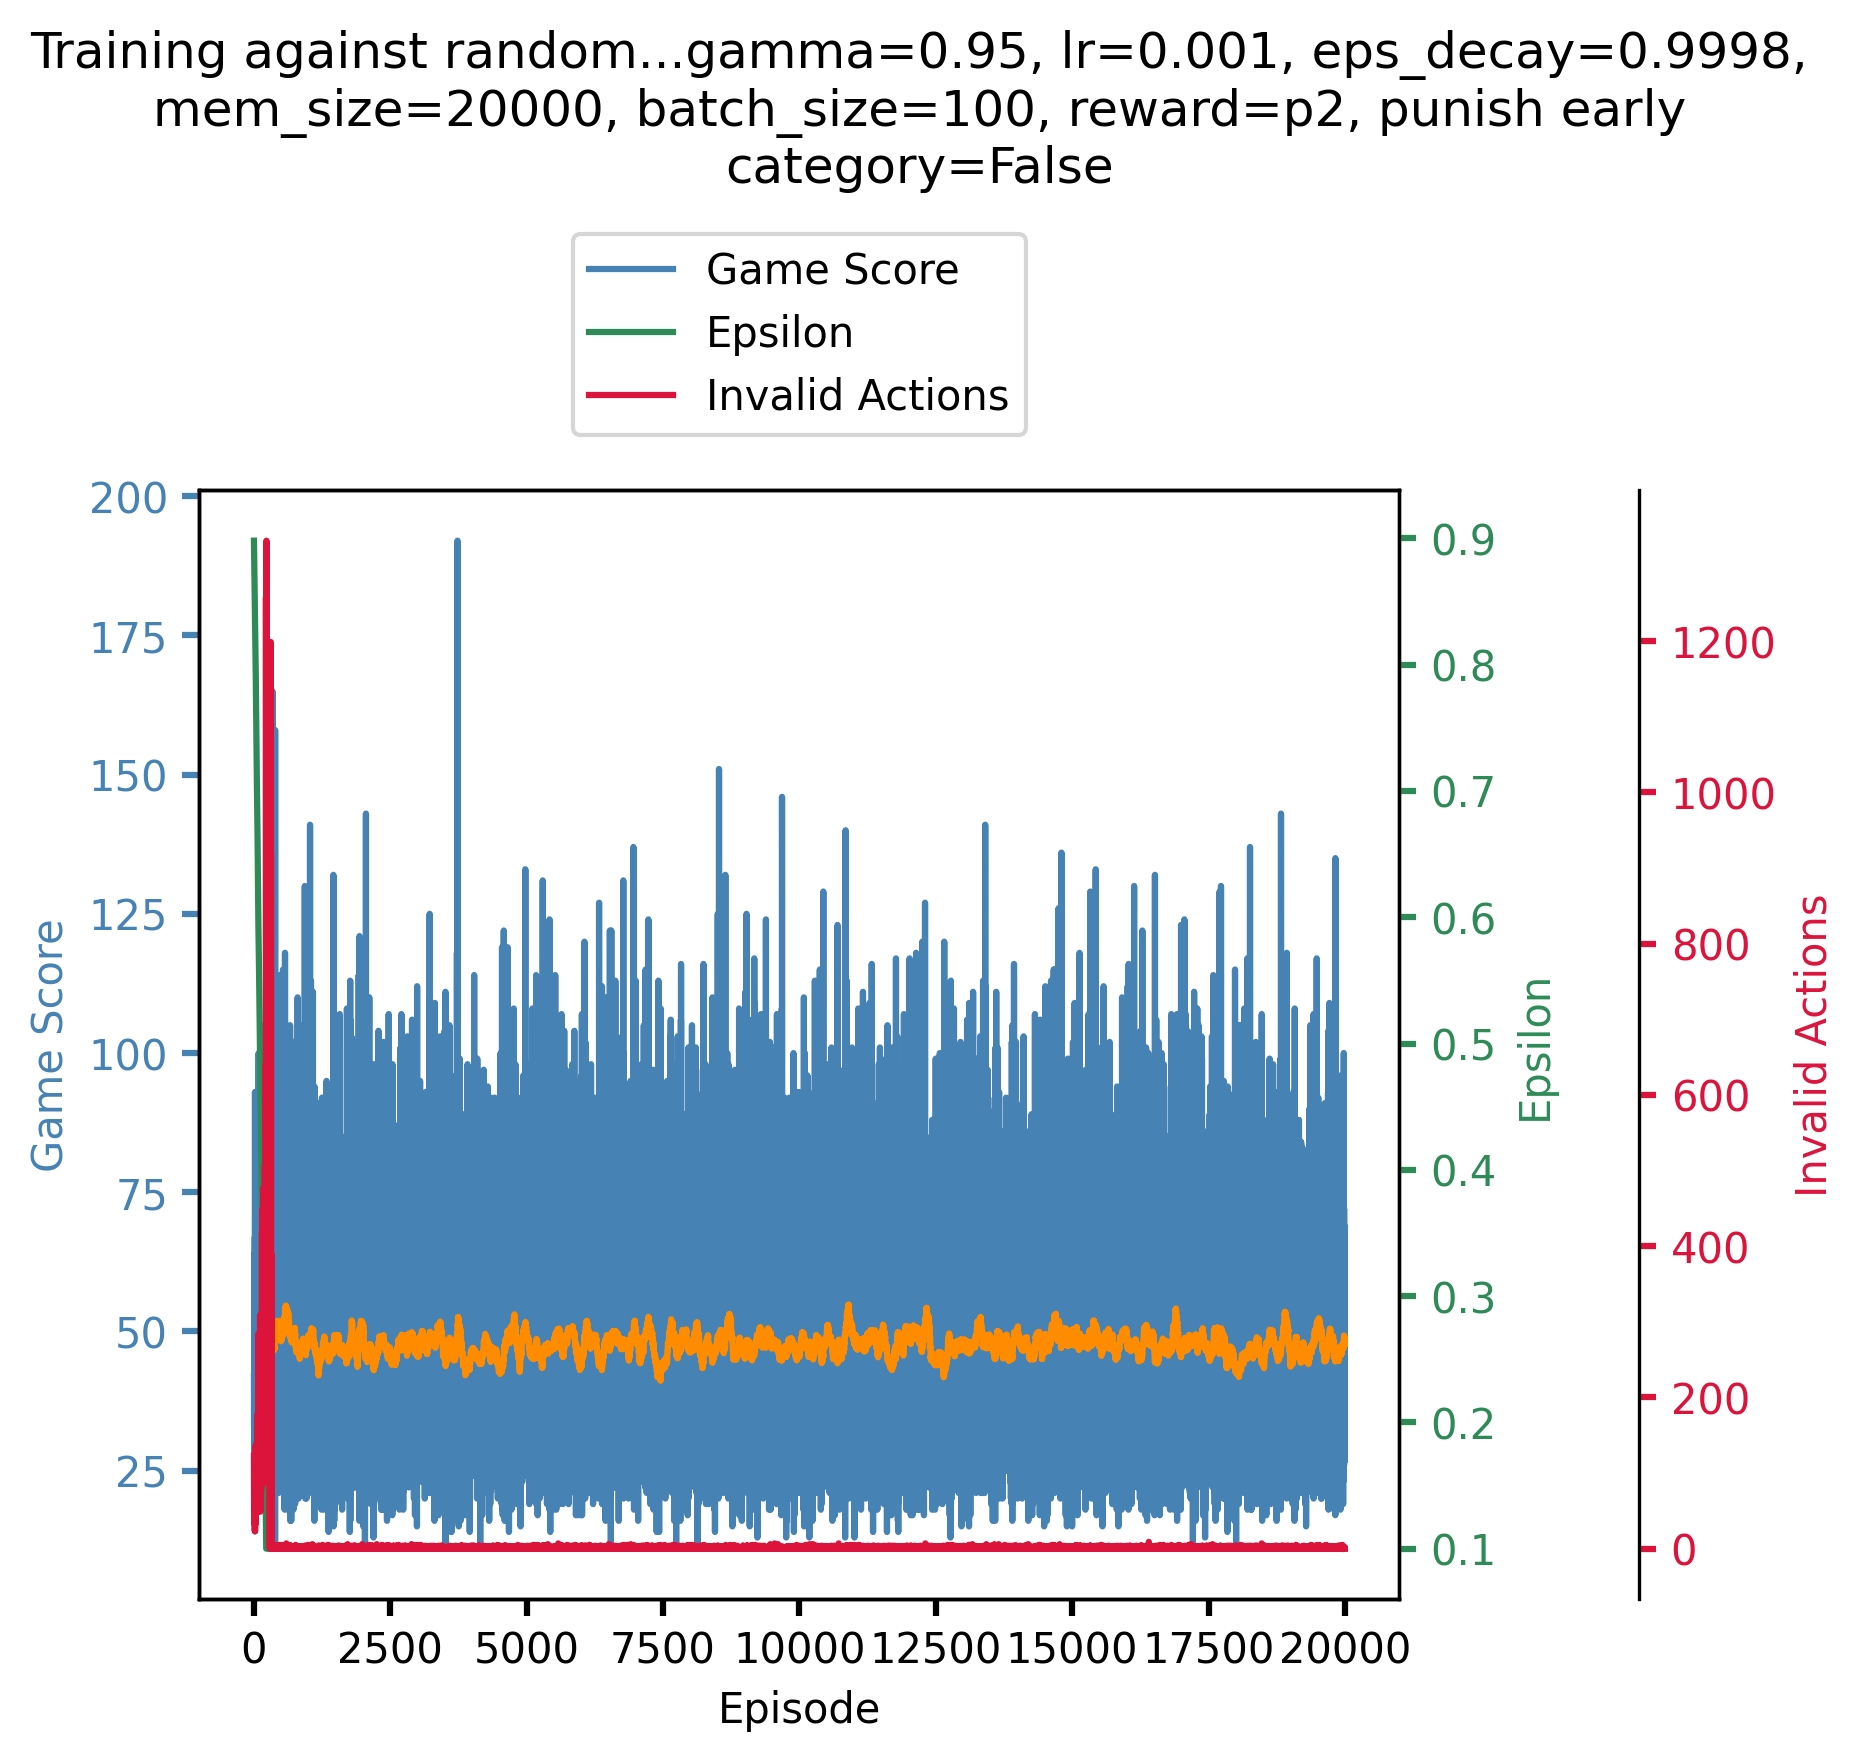 Training against random...gamma=0.95, lr=0.001, eps_decay=0.9998,
mem_size=20000, batch_size=100, reward=p2, punish early
category=False
Game Score
Epsilon
Invalid Actions
200
175
150
125
100
75
50
25
Game Score
0.9
0.8
0.7
0.6
0.5
0.4
0.3
0.2
0.1
Epsilon
1200
1000
800
600
400
200
0
Invalid Actions
0 2500 5000 7500 10000 12500 15000 17500 20000
Episode